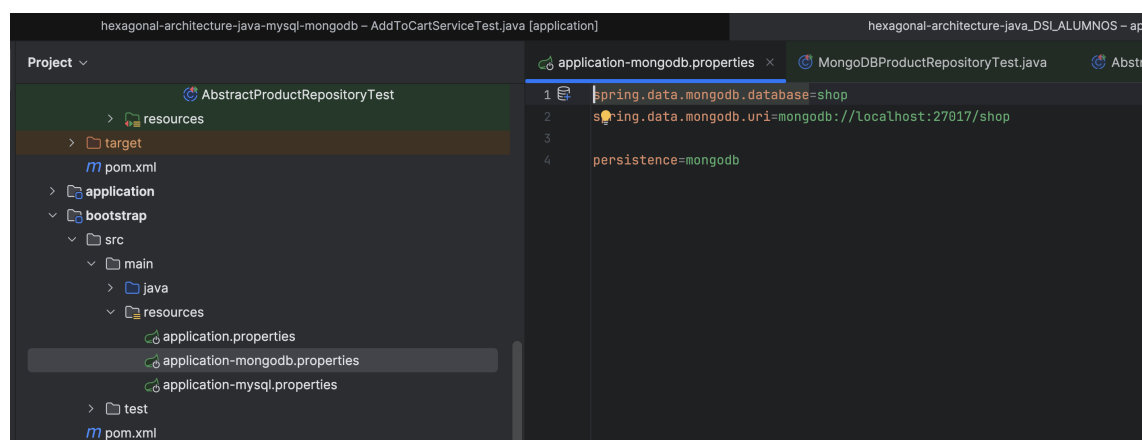 hexagonal-architecture-java-mysql-mongodb – AddToCartServiceTest.java [application]
hexagonal-architecture-java_DSI_ALUMNOS – ap
Project
application-mongodb.properties
MongoDBProductRepositoryTest.java
Abstr
AbstractProductRepositoryTest
resources
target
m pom.xml
application
bootstrap
src
main
java
resources
application.properties
application-mongodb.properties
application-mysql.properties
test
m pom.xml
1 spring.data.mongodb.database=shop
2 spring.data.mongodb.uri=mongodb://localhost:27017/shop
3
4 persistence=mongodb